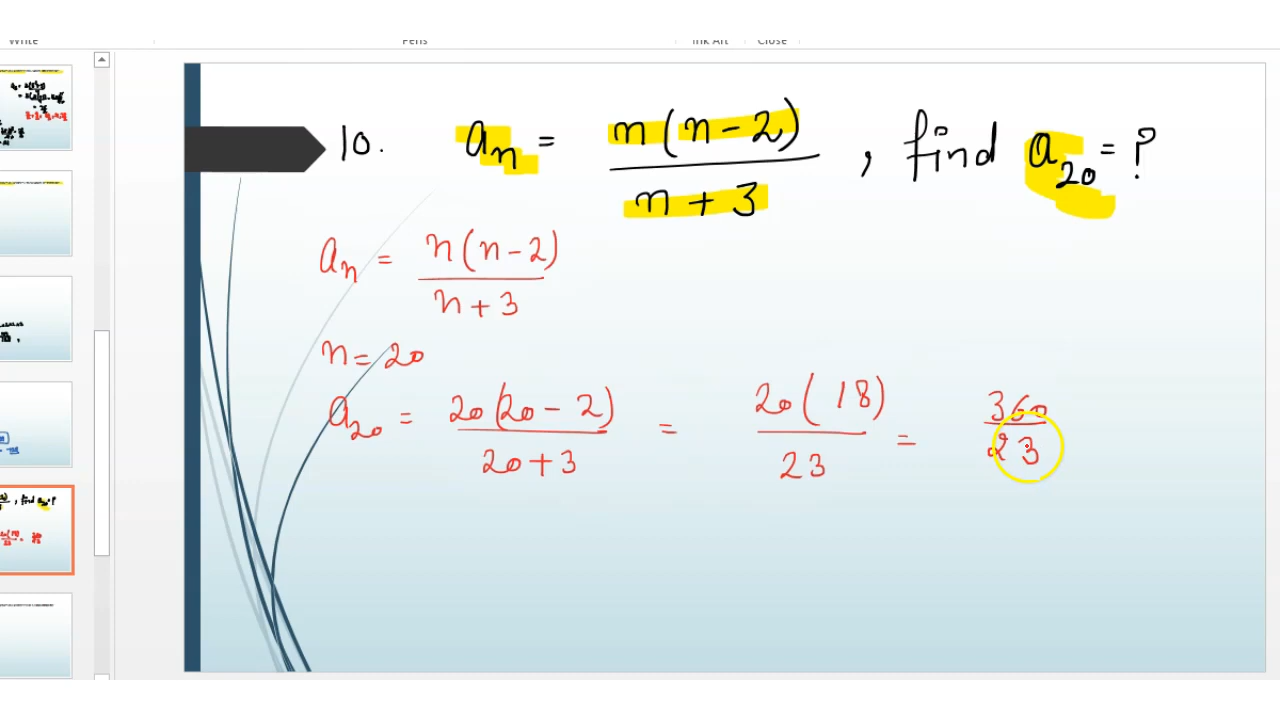 Write Pens Ink Art Close
10. aₙ = n(n-2)/n+3 , find a₂₀ = ?
aₙ = n(n-2)/n+3
n = 20
a₂₀ = 20(20-2)/20+3 = 20(18)/23 = 360/23